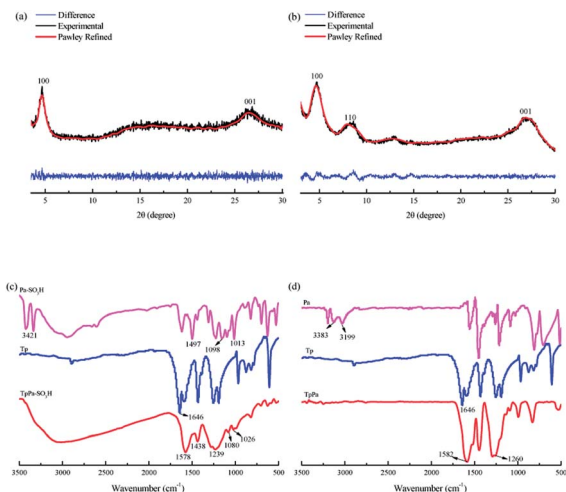 (a)
Difference
Experimental
Pawley Refined
100
001
5 10 15 20 25 30
2θ (degree)
(b)
Difference
Experimental
Pawley Refined
100
110
001
5 10 15 20 25 30
2θ (degree)
(c)
Pa-SO3H
3421
1497
1098
1013
Tp
1646
TpPa-SO3H
1578
1438
1239
1080
1026
3500 3000 2500 2000 1500 1000 500
Wavenumber (cm-1)
(d)
Pa
3383
3199
Tp
1646
TpPa
1582
1260
3500 3000 2500 2000 1500 1000 500
Wavenumber (cm-1)